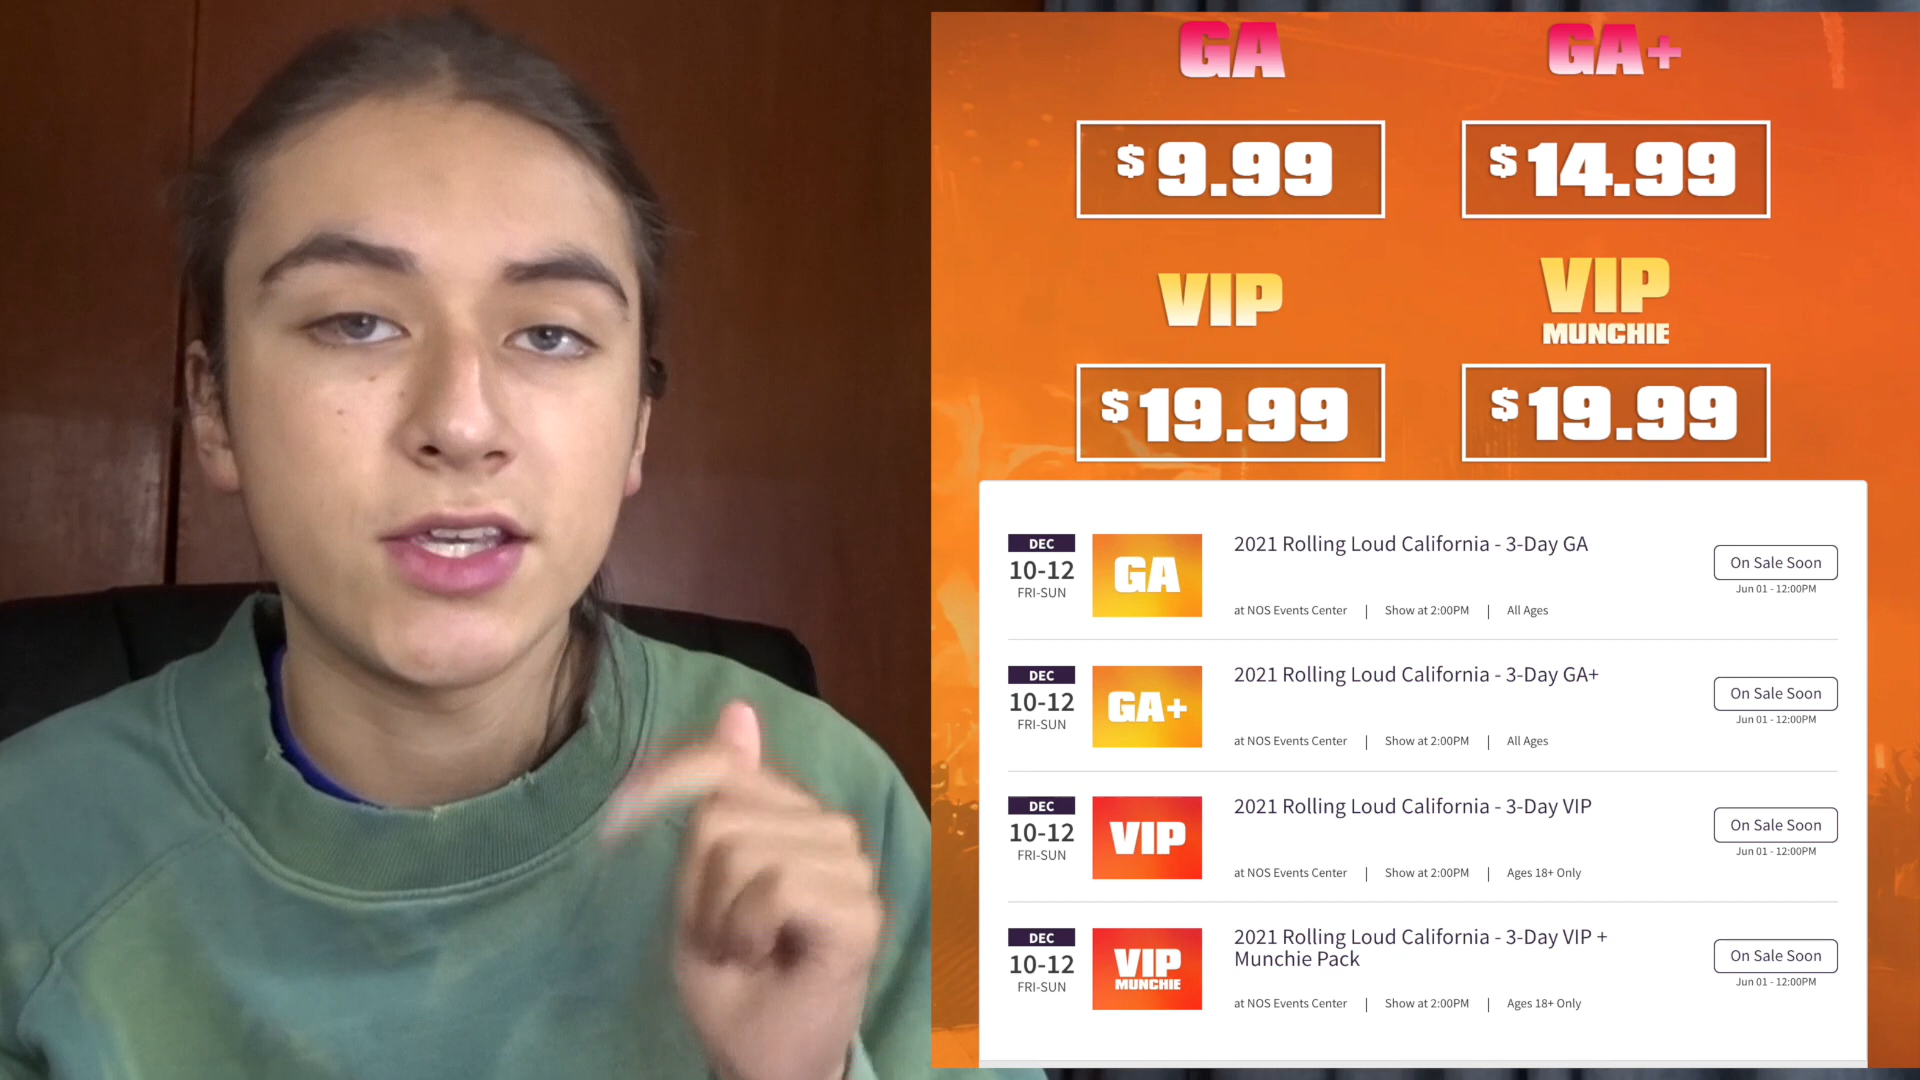 GA
GA+
$9.99
$14.99
VIP
VIP
MUNCHIE
$19.99
$19.99
DEC
10-12
FRI-SUN
GA
2021 Rolling Loud California - 3-Day GA
at NOS Events Center | Show at 2:00PM | All Ages
On Sale Soon
Jun 01 - 12:00PM
DEC
10-12
FRI-SUN
GA+
2021 Rolling Loud California - 3-Day GA+
at NOS Events Center | Show at 2:00PM | All Ages
On Sale Soon
Jun 01 - 12:00PM
DEC
10-12
FRI-SUN
VIP
2021 Rolling Loud California - 3-Day VIP
at NOS Events Center | Show at 2:00PM | Ages 18+ Only
On Sale Soon
Jun 01 - 12:00PM
DEC
10-12
FRI-SUN
VIP
MUNCHIE
2021 Rolling Loud California - 3-Day VIP +
Munchie Pack
at NOS Events Center | Show at 2:00PM | Ages 18+ Only
On Sale Soon
Jun 01 - 12:00PM